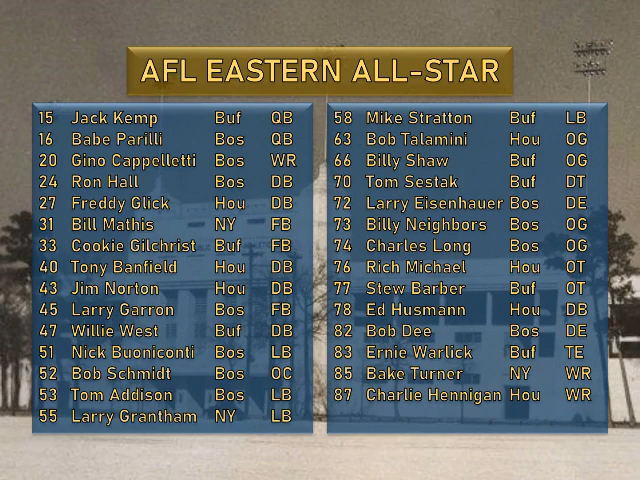 AFL EASTERN ALL-STAR
15 Jack Kemp Buf QB
16 Babe Parilli Bos QB
20 Gino Cappelletti Bos WR
24 Ron Hall Bos DB
27 Freddy Glick Hou DB
31 Bill Mathis NY FB
33 Cookie Gilchrist Buf FB
40 Tony Banfield Hou DB
43 Jim Norton Hou DB
45 Larry Garron Bos FB
47 Willie West Buf DB
51 Nick Buoniconti Bos LB
52 Bob Schmidt Bos OC
53 Tom Addison Bos LB
55 Larry Grantham NY LB
58 Mike Stratton Buf LB
63 Bob Talamini Hou OG
66 Billy Shaw Buf OG
70 Tom Sestak Buf DT
72 Larry Eisenhauer Bos DE
73 Billy Neighbors Bos OG
74 Charles Long Bos OG
76 Rich Michael Hou OT
77 Stew Barber Buf OT
78 Ed Husmann Hou DB
82 Bob Dee Bos DE
83 Ernie Warlick Buf TE
85 Bake Turner NY WR
87 Charlie Hennigan Hou WR